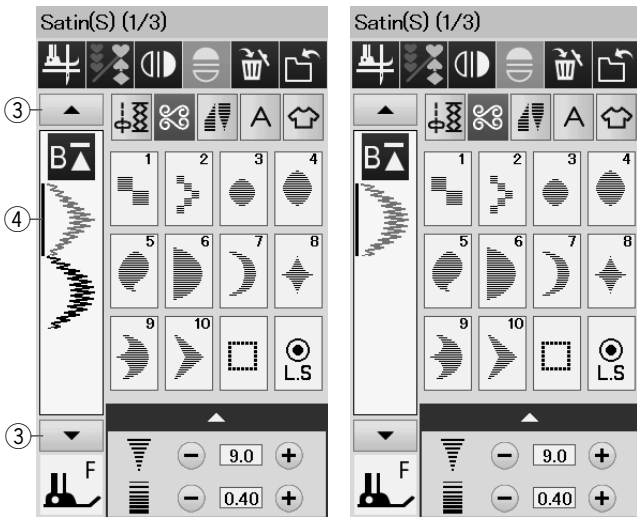 Satin(S) (1/3)
③
B
A
1 2 3 4
④
5 6 7 8
9 10
L.S
③
9.0
F
0.40
Satin(S) (1/3)
B
A
1 2 3 4
5 6 7 8
9 10
L.S
9.0
F
0.40